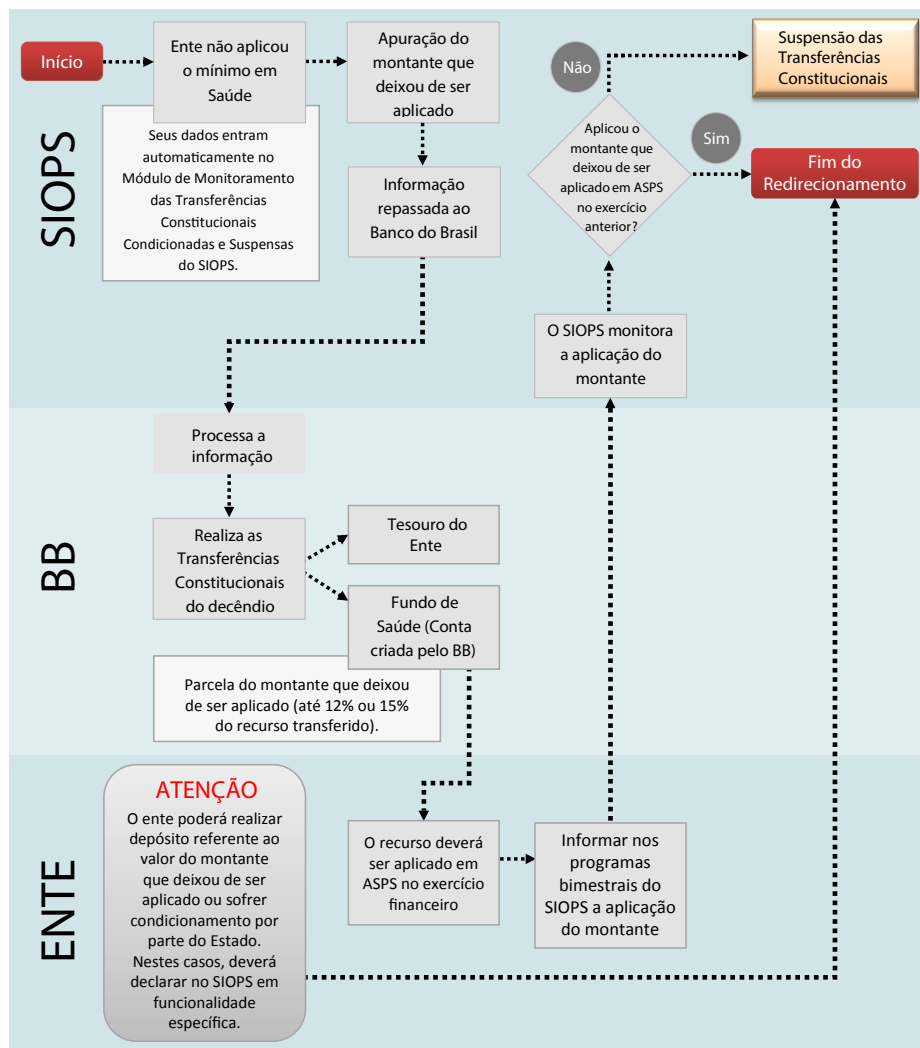 SIOPS
Início
Ente não aplicou
o mínimo em
Saúde
Seus dados entram
automaticamente no
Módulo de Monitoramento
das Transferências
Constitucionais
Condicionadas e Suspensas
do SIOPS.
Apuração do
montante que
deixou de ser
aplicado
Informação
repassada ao
Banco do Brasil
Não
Suspensão das
Transferências
Constitucionais
Aplicou o
montante que
deixou de ser
aplicado em ASPS
no exercício
anterior?
Sim
Fim do
Redirecionamento
O SIOPS monitora
a aplicação do
montante
BB
Processa a
informação
Realiza as
Transferências
Constitucionais
do decêndio
Tesouro do
Ente
Fundo de
Saúde (Conta
criada pelo BB)
Parcela do montante que deixou
de ser aplicado (até 12% ou 15%
do recurso transferido).
ENTE
ATENÇÃO
O ente poderá realizar
depósito referente ao
valor do montante
que deixou de ser
aplicado ou sofrer
condicionamento por
parte do Estado.
Nestes casos, deverá
declarar no SIOPS em
funcionalidade
específica.
O recurso deverá
ser aplicado em
ASPS no exercício
financeiro
Informar nos
programas
bimestrais do
SIOPS a aplicação
do montante